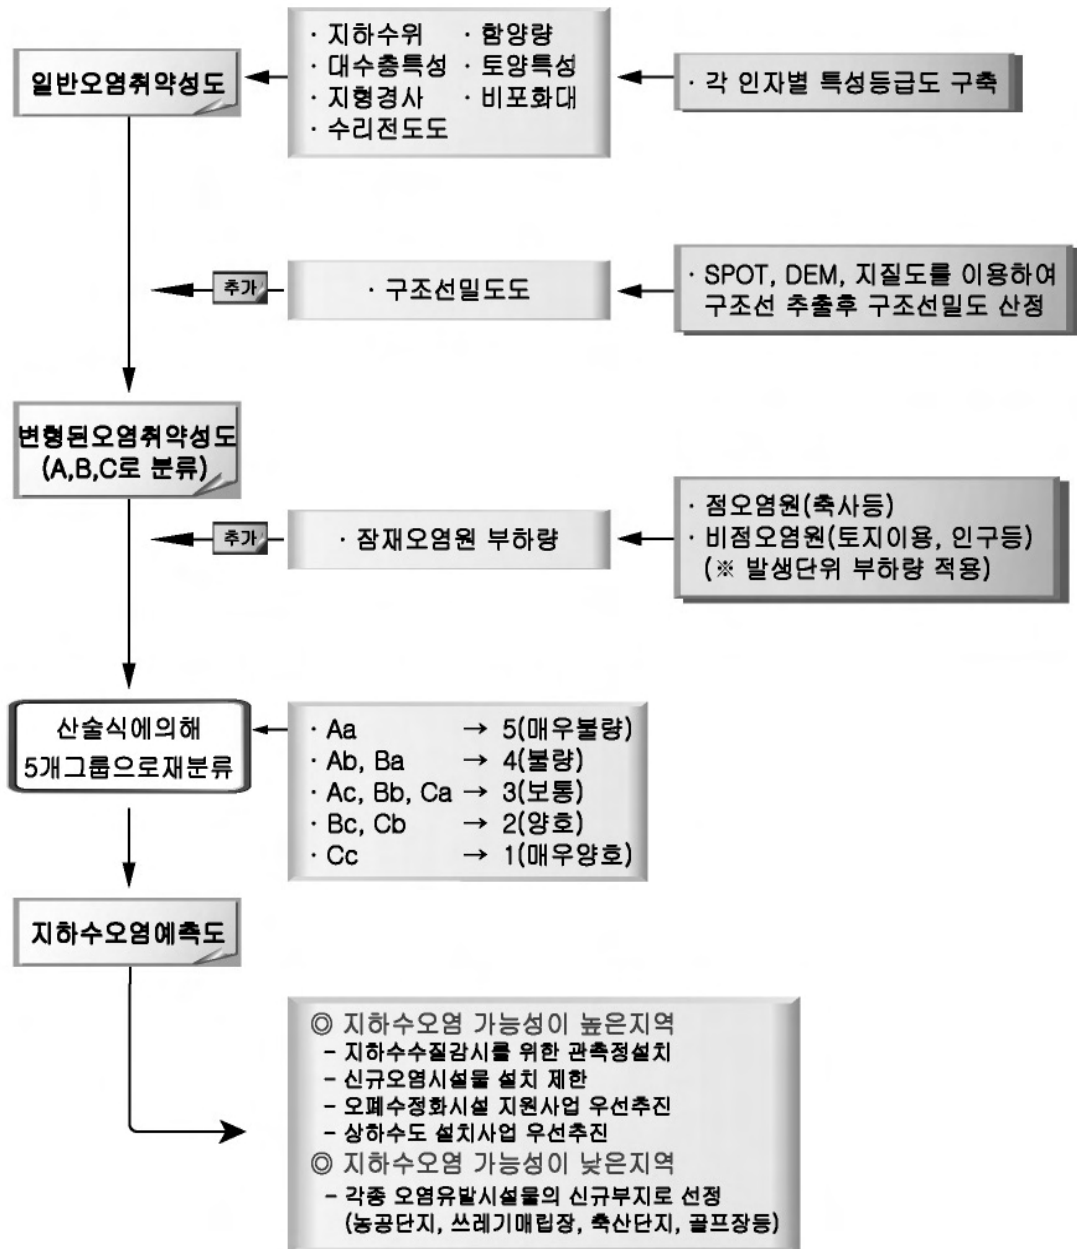 일반오염취약성도
· 지하수위 · 함양량
· 대수층특성 · 토양특성
· 지형경사 · 비포화대
· 수리전도도
· 각 인자별 특성등급도 구축
추가
· 구조선밀도도
· SPOT, DEM, 지질도를 이용하여
구조선 추출후 구조선밀도 산정
변형된오염취약성도
(A,B,C로 분류)
추가
· 잠재오염원 부하량
· 점오염원(축사등)
· 비점오염원(토지이용, 인구등)
(※ 발생단위 부하량 적용)
산술식에의해
5개그룹으로재분류
· Aa → 5(매우불량)
· Ab, Ba → 4(불량)
· Ac, Bb, Ca → 3(보통)
· Bc, Cb → 2(양호)
· Cc → 1(매우양호)
지하수오염예측도
◎ 지하수오염 가능성이 높은지역
- 지하수수질감시를 위한 관측정설치
- 신규오염시설물 설치 제한
- 오폐수정화시설 지원사업 우선추진
- 상하수도 설치사업 우선추진
◎ 지하수오염 가능성이 낮은지역
- 각종 오염유발시설물의 신규부지로 선정
(농공단지, 쓰레기매립장, 축산단지, 골프장등)